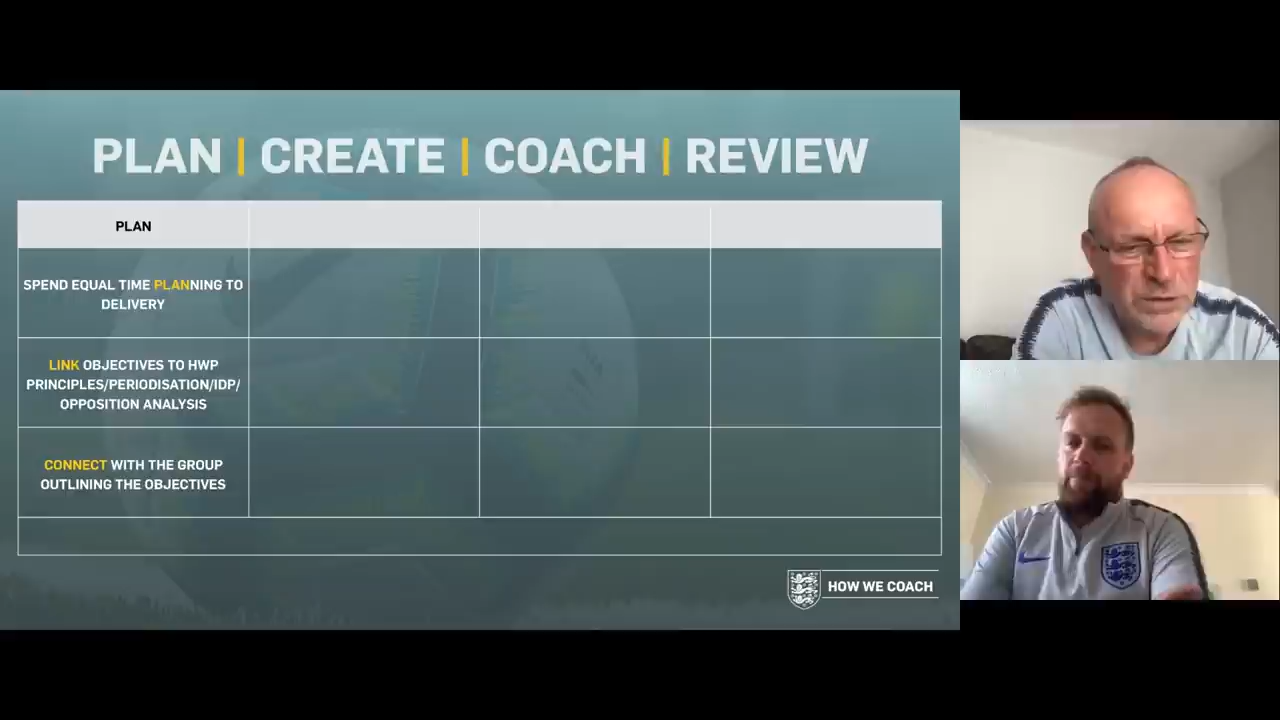 PLAN | CREATE | COACH | REVIEW
PLAN
SPEND EQUAL TIME PLANNING TO
DELIVERY
LINK OBJECTIVES TO HWP
PRINCIPLES/PERIODISATION/IDP/
OPPOSITION ANALYSIS
CONNECT WITH THE GROUP
OUTLINING THE OBJECTIVES
HOW WE COACH